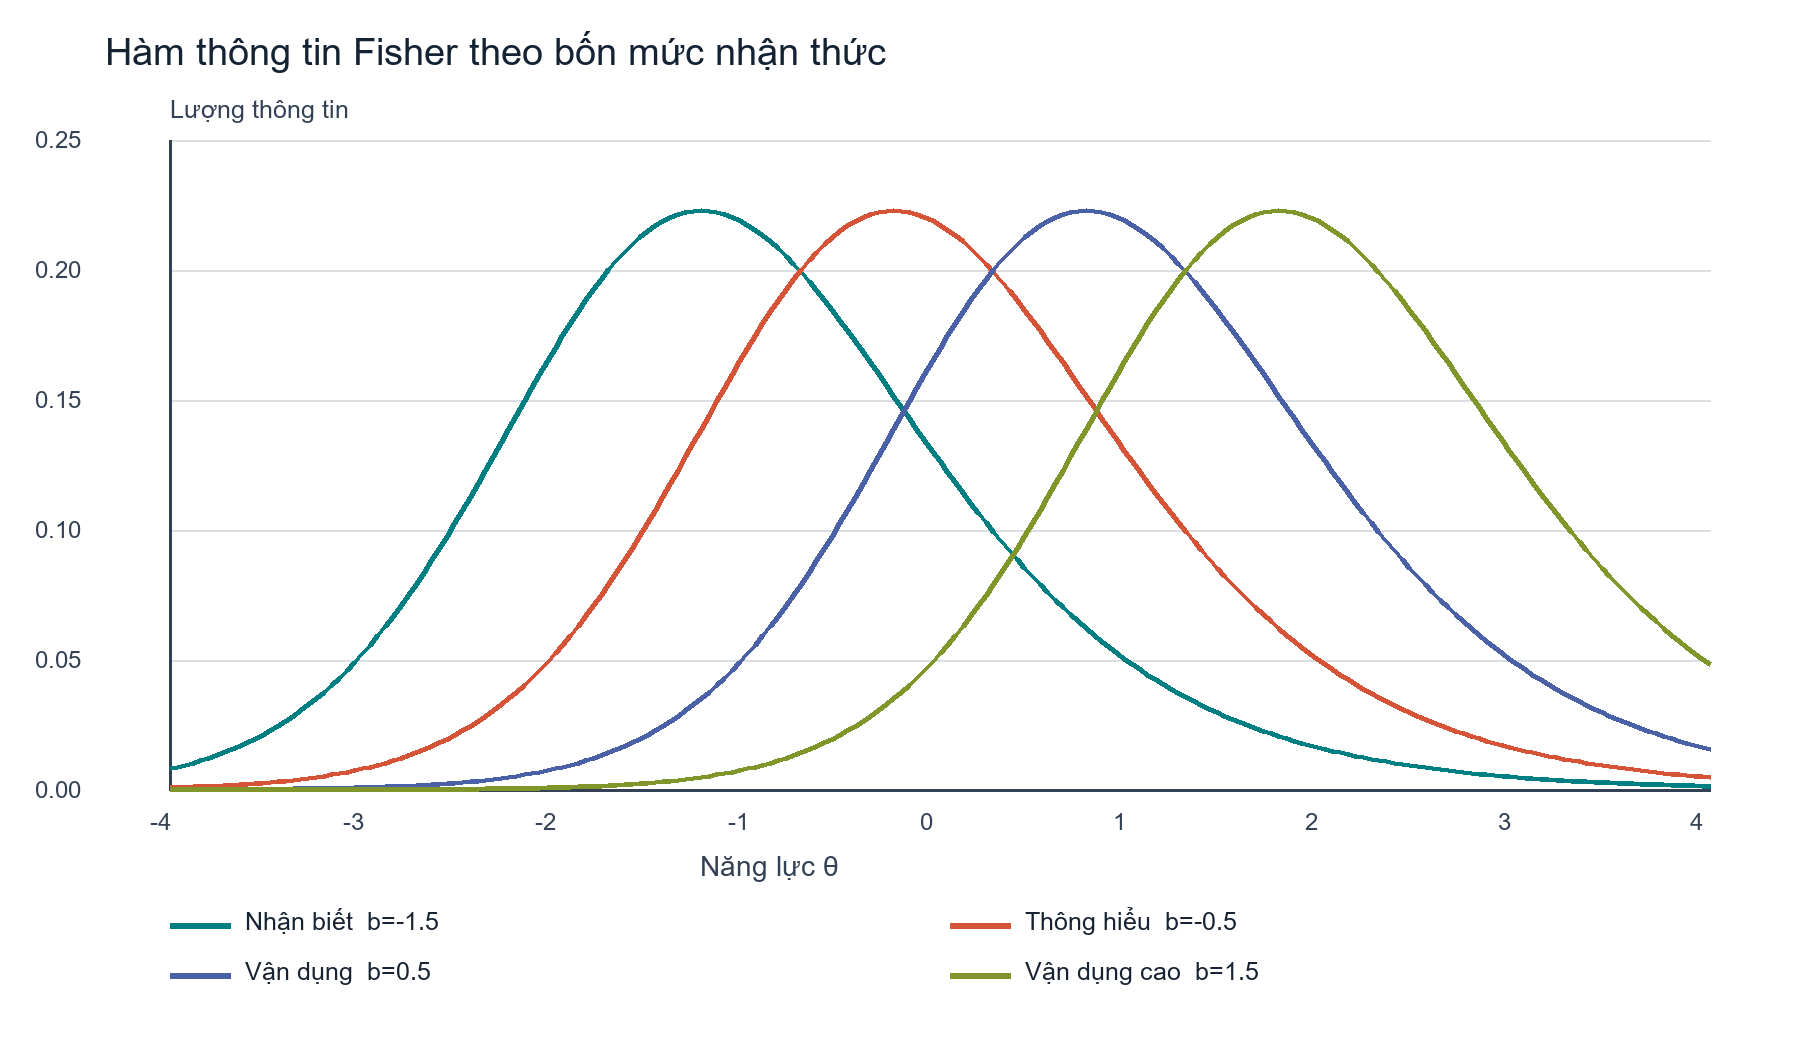 Hàm thông tin Fisher theo bốn mức nhận thức
Lượng thông tin
0.25
0.20
0.15
0.10
0.05
0.00
-4 -3 -2 -1 0 1 2 3 4
Năng lực θ
Nhận biết b=-1.5
Thông hiểu b=-0.5
Vận dụng b=0.5
Vận dụng cao b=1.5